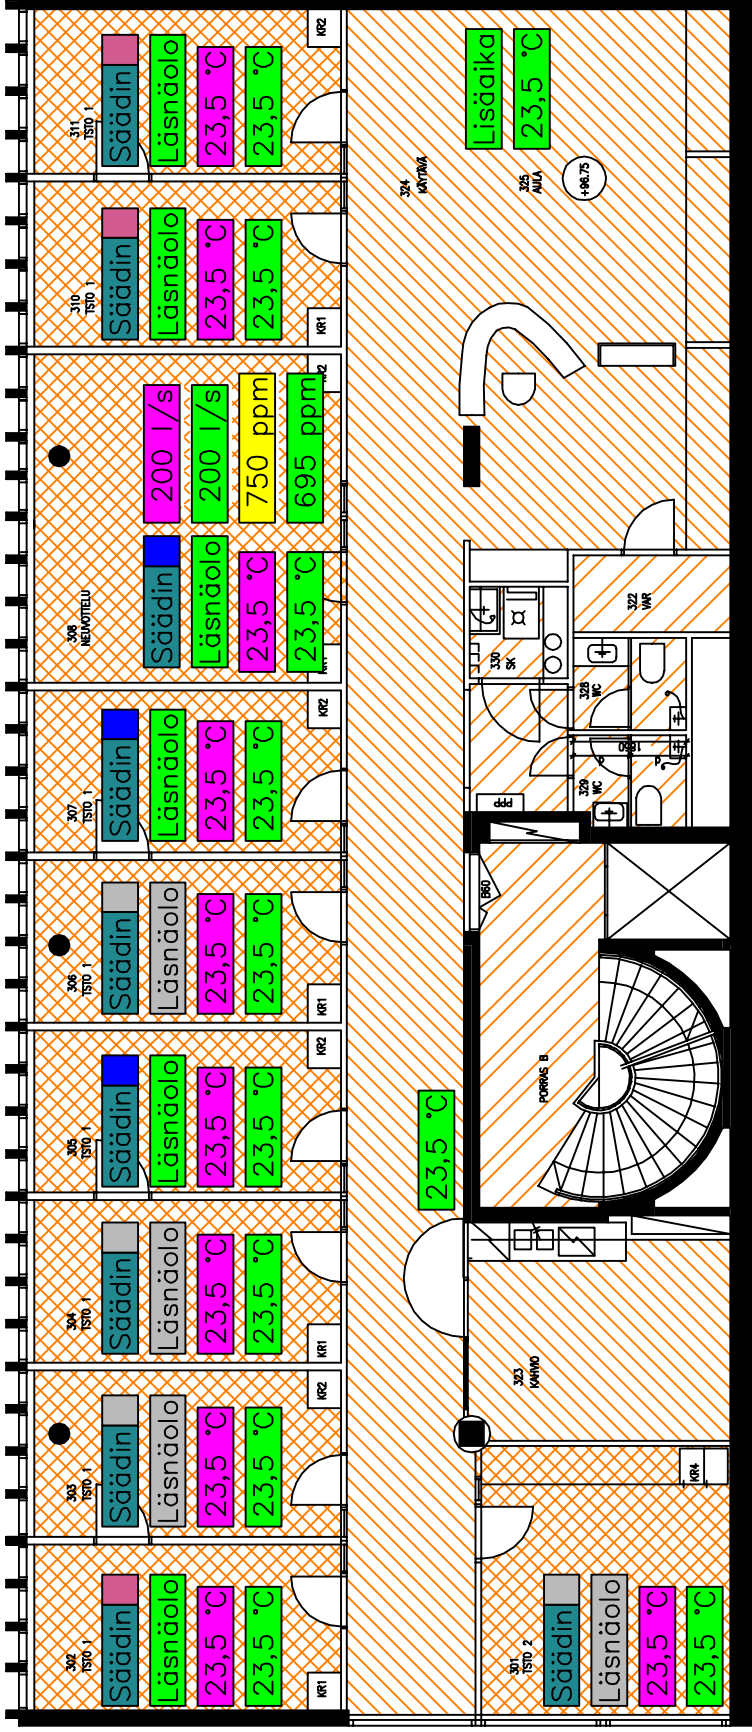 311
TSTO 1
Säädin
Läsnäolo
23,5 °C
23,5 °C
KR2
310
TSTO 1
Säädin
Läsnäolo
23,5 °C
23,5 °C
KR1
308
NEUVOTTELU
200 l/s
200 l/s
750 ppm
695 ppm
Säädin
Läsnäolo
23,5 °C
23,5 °C
307
TSTO 1
Säädin
Läsnäolo
23,5 °C
23,5 °C
KR2
306
TSTO 1
Säädin
Läsnäolo
23,5 °C
23,5 °C
KR1
305
TSTO 1
Säädin
Läsnäolo
23,5 °C
23,5 °C
KR2
304
TSTO 1
Säädin
Läsnäolo
23,5 °C
23,5 °C
KR1
303
TSTO 1
Säädin
Läsnäolo
23,5 °C
23,5 °C
KR2
302
TSTO 1
Säädin
Läsnäolo
23,5 °C
23,5 °C
KR1
324
KÄYTÄVÄ
Lisäaika
23,5 °C
325
AULA
+96.75
322
VAR
330
SK
328
WC
329
WC
PPP
B60
PORRAS B
23,5 °C
323
KAHVIO
KR4
301
TSTO 2
Säädin
Läsnäolo
23,5 °C
23,5 °C